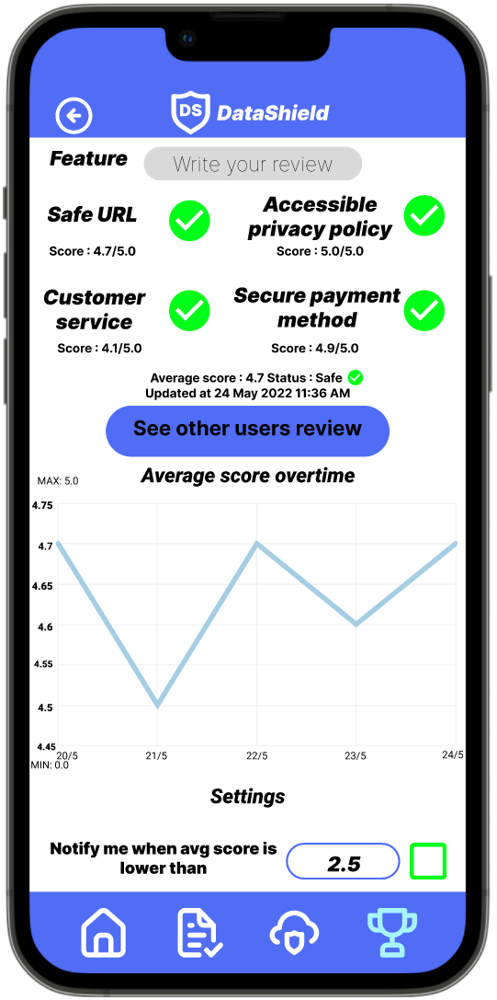 DS DataShield
Feature
Write your review
Safe URL
Score : 4.7/5.0
Accessible
privacy policy
Score : 5.0/5.0
Customer
service
Score : 4.1/5.0
Secure payment
method
Score : 4.9/5.0
Average score : 4.7 Status : Safe
Updated at 24 May 2022 11:36 AM
See other users review
Average score overtime
MAX: 5.0
4.75
4.7
4.65
4.6
4.55
4.5
4.45
MIN: 0.0
20/5 21/5 22/5 23/5 24/5
Settings
Notify me when avg score is
lower than
2.5